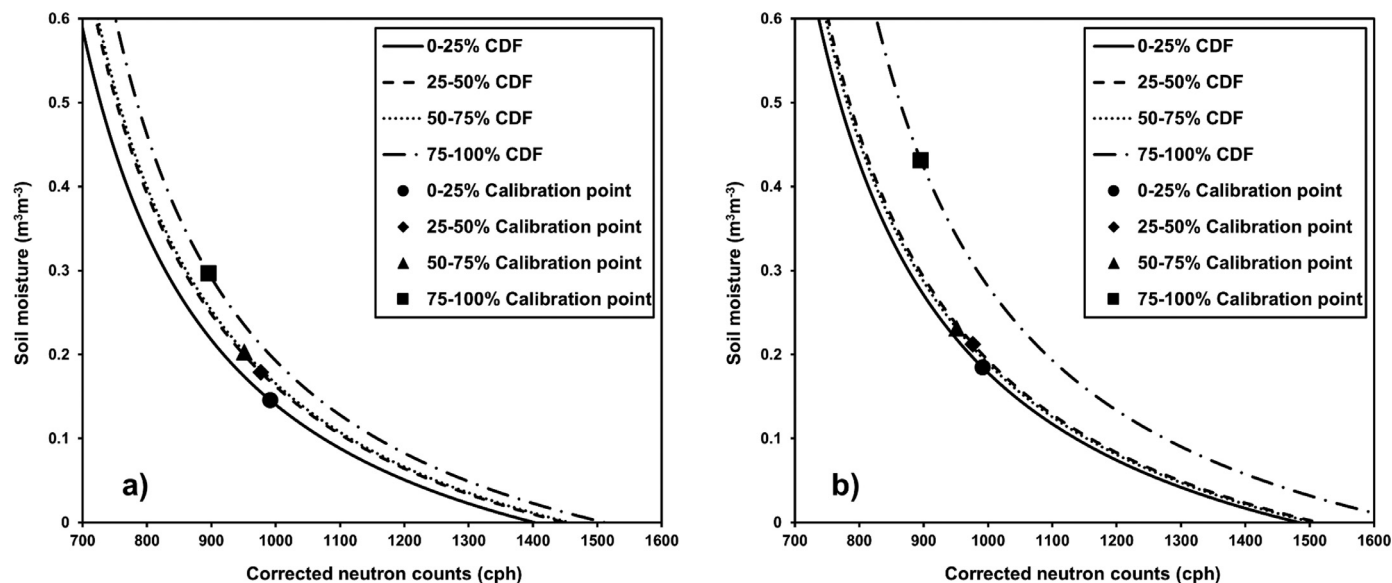 0.6
0.5
0.4
0.3
0.2
0.1
0
Soil moisture (m³m⁻³)
0-25% CDF
25-50% CDF
50-75% CDF
75-100% CDF
0-25% Calibration point
25-50% Calibration point
50-75% Calibration point
75-100% Calibration point
a)
700 800 900 1000 1100 1200 1300 1400 1500 1600
Corrected neutron counts (cph)
0.6
0.5
0.4
0.3
0.2
0.1
0
Soil moisture (m³m⁻³)
0-25% CDF
25-50% CDF
50-75% CDF
75-100% CDF
0-25% Calibration point
25-50% Calibration point
50-75% Calibration point
75-100% Calibration point
b)
700 800 900 1000 1100 1200 1300 1400 1500 1600
Corrected neutron counts (cph)